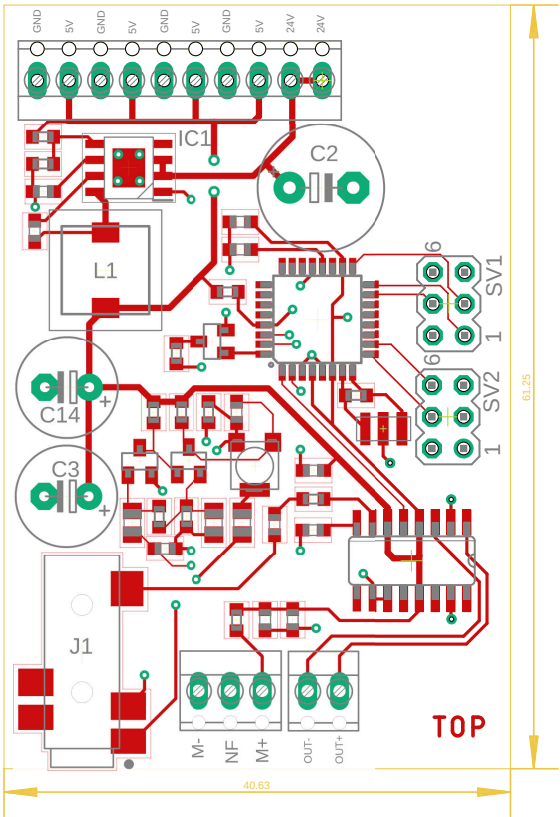 GND
5V
GND
5V
GND
5V
GND
5V
24V
24V
IC1
C2
L1
6
SV1
1
C14
+
6
SV2
1
61.25
C3
+
J1
M-
NF
M+
OUT-
OUT+
TOP
40.63